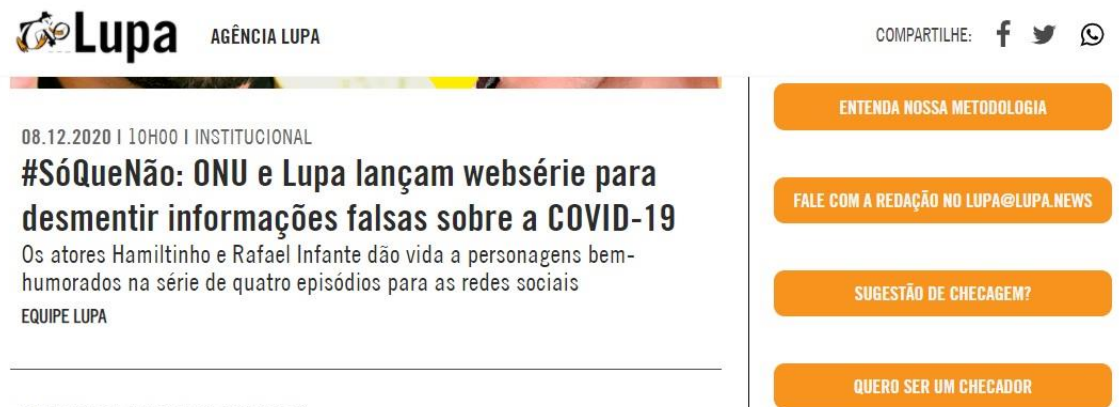 Lupa
AGÊNCIA LUPA
COMPARTILHE:
08.12.2020 | 10H00 | INSTITUCIONAL
#SóQueNão: ONU e Lupa lançam websérie para
desmentir informações falsas sobre a COVID-19
Os atores Hamiltinho e Rafael Infante dão vida a personagens bem-
humorados na série de quatro episódios para as redes sociais
EQUIPE LUPA
ENTENDA NOSSA METODOLOGIA
FALE COM A REDAÇÃO NO LUPA@LUPA.NEWS
SUGESTÃO DE CHECAGEM?
QUERO SER UM CHECADOR